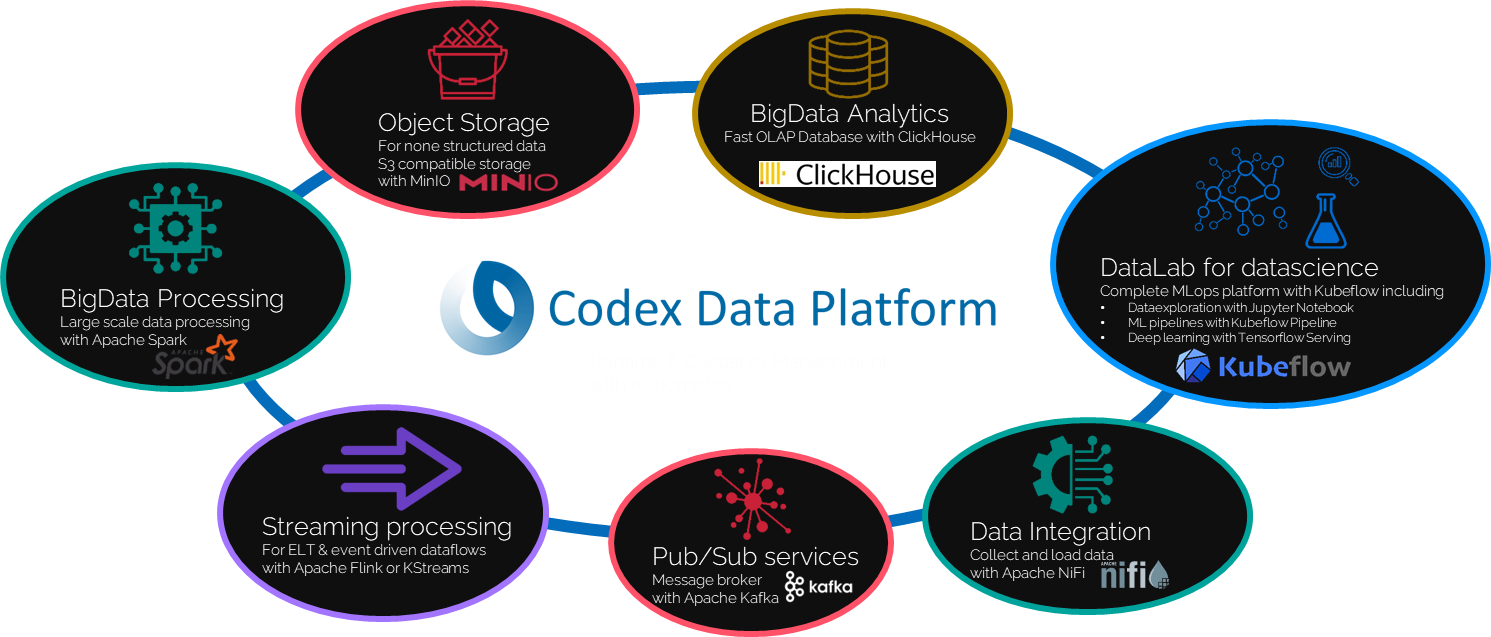 Object Storage
For none structured data
S3 compatible storage
with MinIO MINIO
BigData Analytics
Fast OLAP Database with ClickHouse
ClickHouse
BigData Processing
Large scale data processing
with Apache Spark
APACHE
Spark
Codex Data Platform
DataLab for datascience
Complete MLops platform with Kubeflow including
• Dataexploration with Jupyter Notebook
• ML pipelines with Kubeflow Pipeline
• Deep learning with Tensorflow Serving
Kubeflow
Streaming processing
For ELT & event driven dataflows
with Apache Flink or KStreams
Pub/Sub services
Message broker
with Apache Kafka kafka
Data Integration
Collect and load data
with Apache NiFi
APACHE
nifi